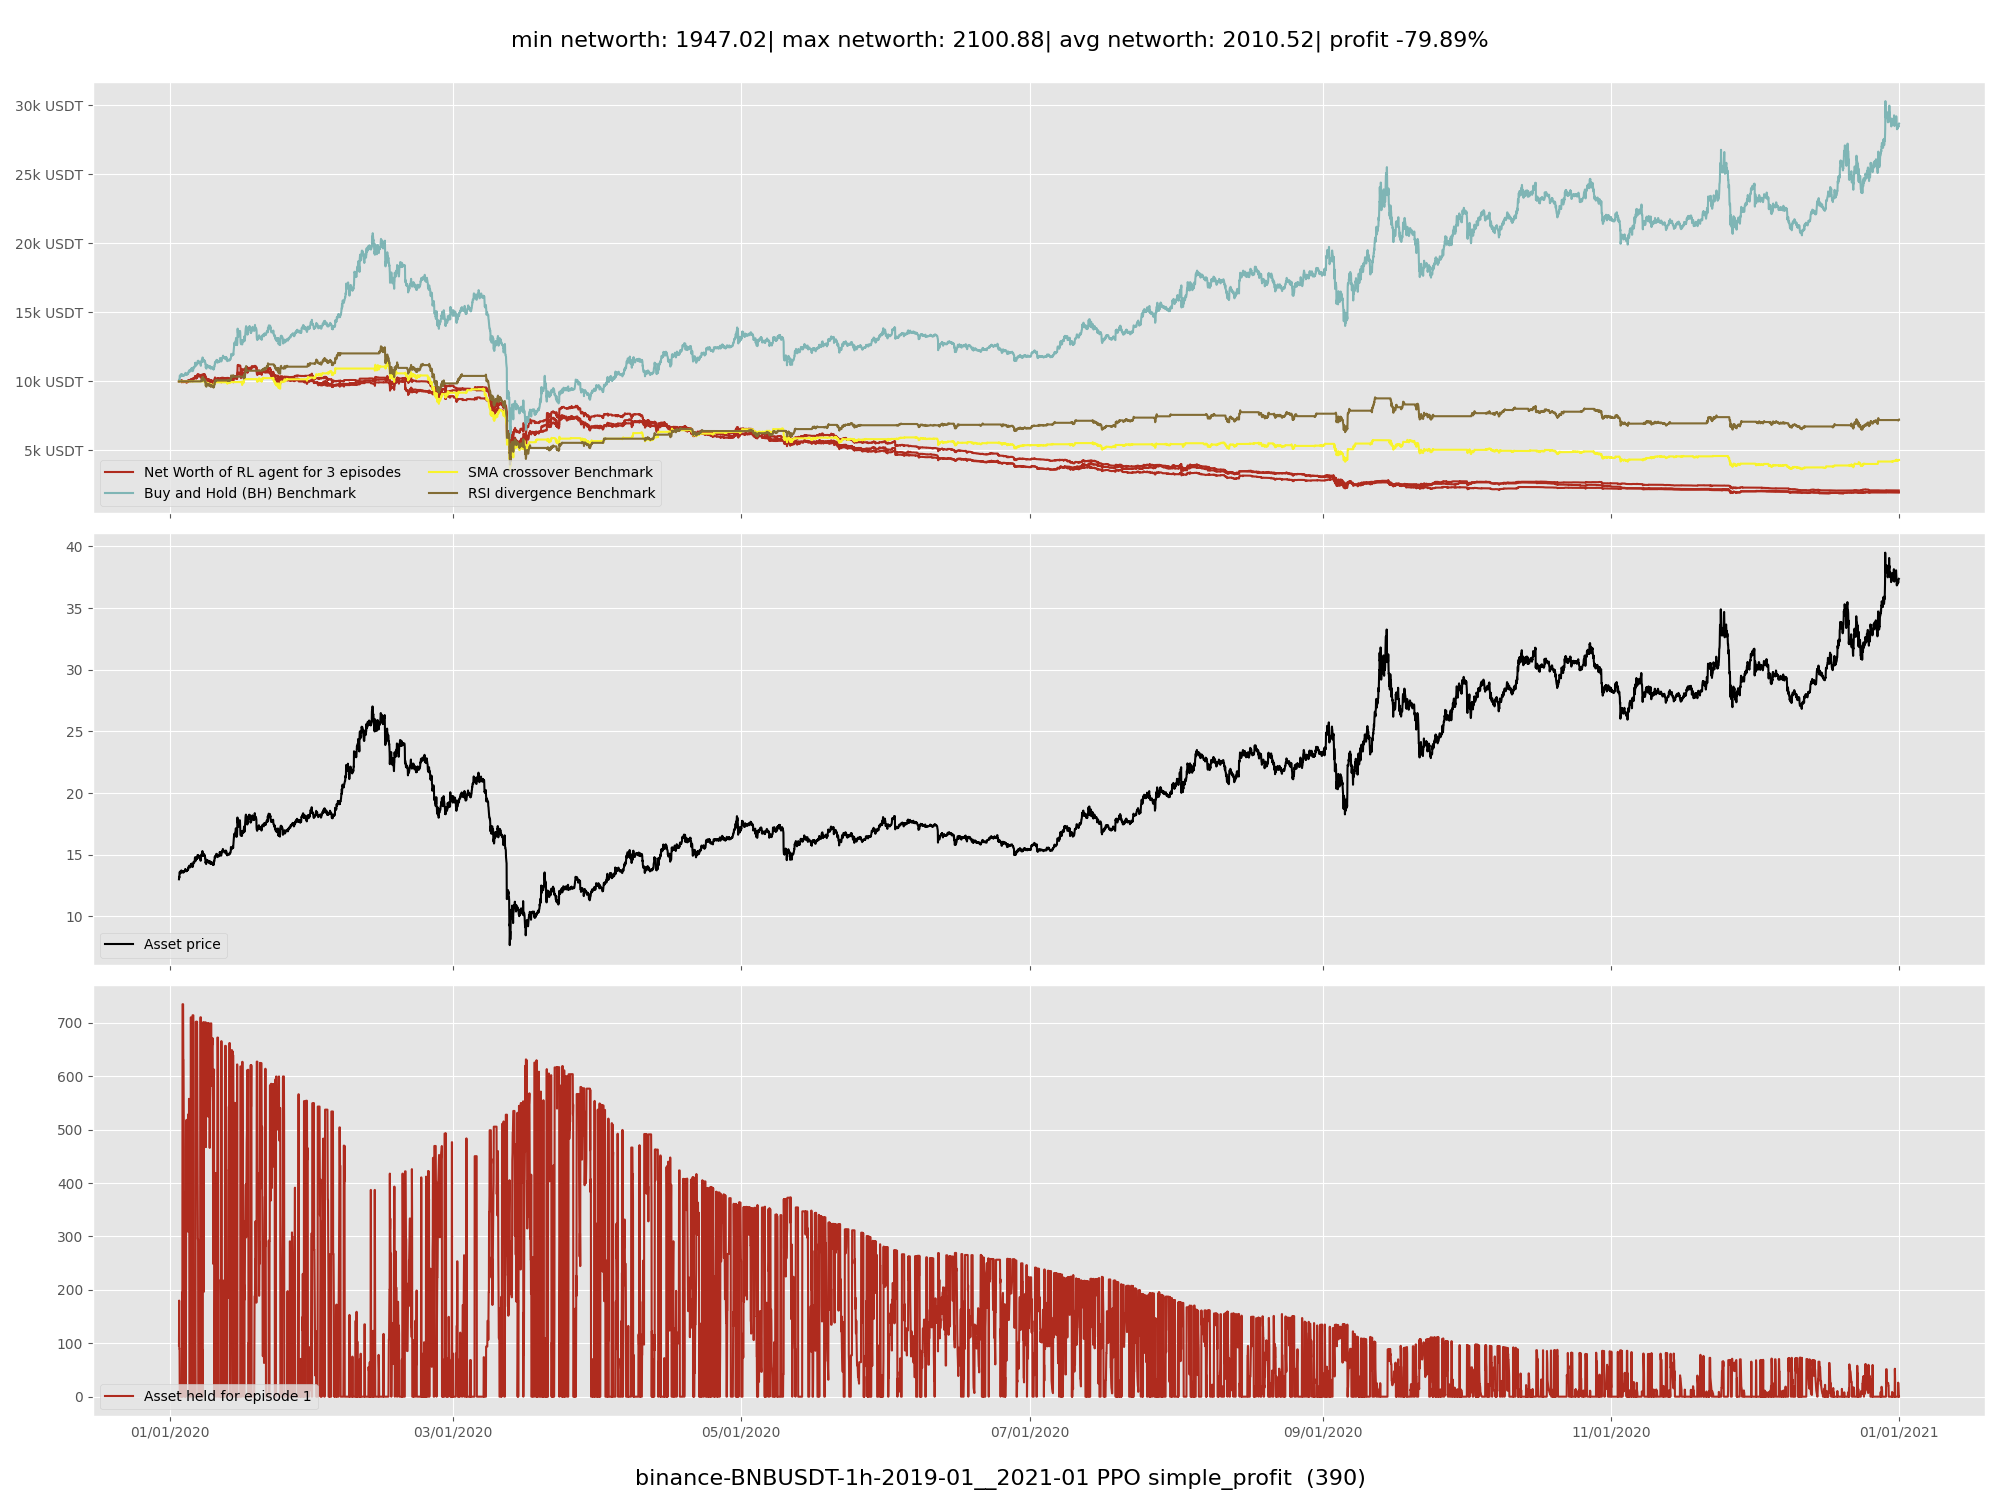 min networth: 1947.02| max networth: 2100.88| avg networth: 2010.52| profit -79.89%
30k USDT
25k USDT
20k USDT
15k USDT
10k USDT
5k USDT
Net Worth of RL agent for 3 episodes
Buy and Hold (BH) Benchmark
SMA crossover Benchmark
RSI divergence Benchmark
40
35
30
25
20
15
10
Asset price
700
600
500
400
300
200
100
0
Asset held for episode 1
01/01/2020 03/01/2020 05/01/2020 07/01/2020 09/01/2020 11/01/2020 01/01/2021
binance-BNBUSDT-1h-2019-01__2021-01 PPO simple_profit (390)